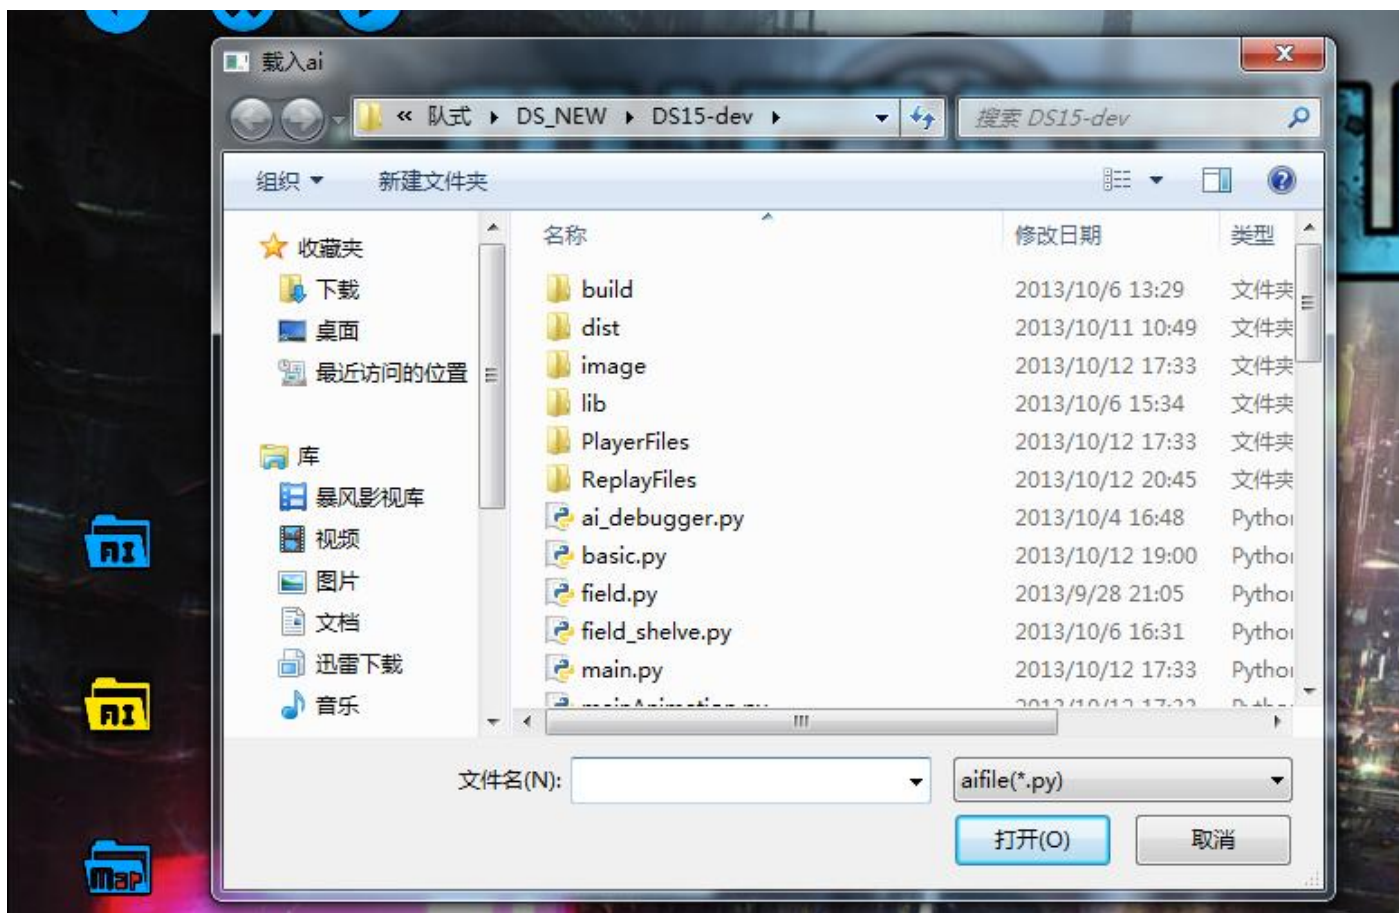 载入ai
« 队式 ▸ DS_NEW ▸ DS15-dev ▸
搜索 DS15-dev
组织 新建文件夹
名称 修改日期 类型
收藏夹
下载
桌面
最近访问的位置
库
暴风影视库
视频
图片
文档
迅雷下载
音乐
build 2013/10/6 13:29 文件夹
dist 2013/10/11 10:49 文件夹
image 2013/10/12 17:33 文件夹
lib 2013/10/6 15:34 文件夹
PlayerFiles 2013/10/12 17:33 文件夹
ReplayFiles 2013/10/12 20:45 文件夹
ai_debugger.py 2013/10/4 16:48 Pytho
basic.py 2013/10/12 19:00 Pytho
field.py 2013/9/28 21:05 Pytho
field_shelve.py 2013/10/6 16:31 Pytho
main.py 2013/10/12 17:33 Pytho
文件名(N):
aifile(*.py)
打开(O) 取消
AI
AI
Map